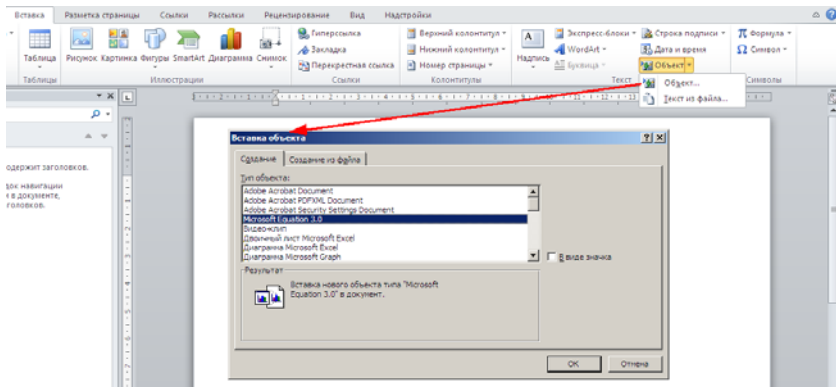 Вставка Разметка страницы Ссылки Рассылки Рецензирование Вид Надстройки
Таблица Рисунок Картинка Фигуры SmartArt Диаграмма Снимок
Гиперссылка
Закладка
Перекрестная ссылка
Верхний колонтитул
Нижний колонтитул
Номер страницы
Надпись
Экспресс-блоки
WordArt
Буквица
Строка подписи
Дата и время
Объект
Формула
Символ
Таблицы Иллюстрации Ссылки Колонтитулы Текст Символы
Объект...
Текст из файла...
одержит заголовков.
док навигации
к в документе,
головков.
Вставка объекта
Создание Создание из файла
Тип объекта:
Adobe Acrobat Document
Adobe Acrobat PDFXML Document
Adobe Acrobat Security Settings Document
Microsoft Equation 3.0
Видеоклип
Двоичный лист Microsoft Excel
Диаграмма Microsoft Excel
Диаграмма Microsoft Graph
В виде значка
Результат
Вставка нового объекта типа "Microsoft
Equation 3.0" в документ.
OK Отмена